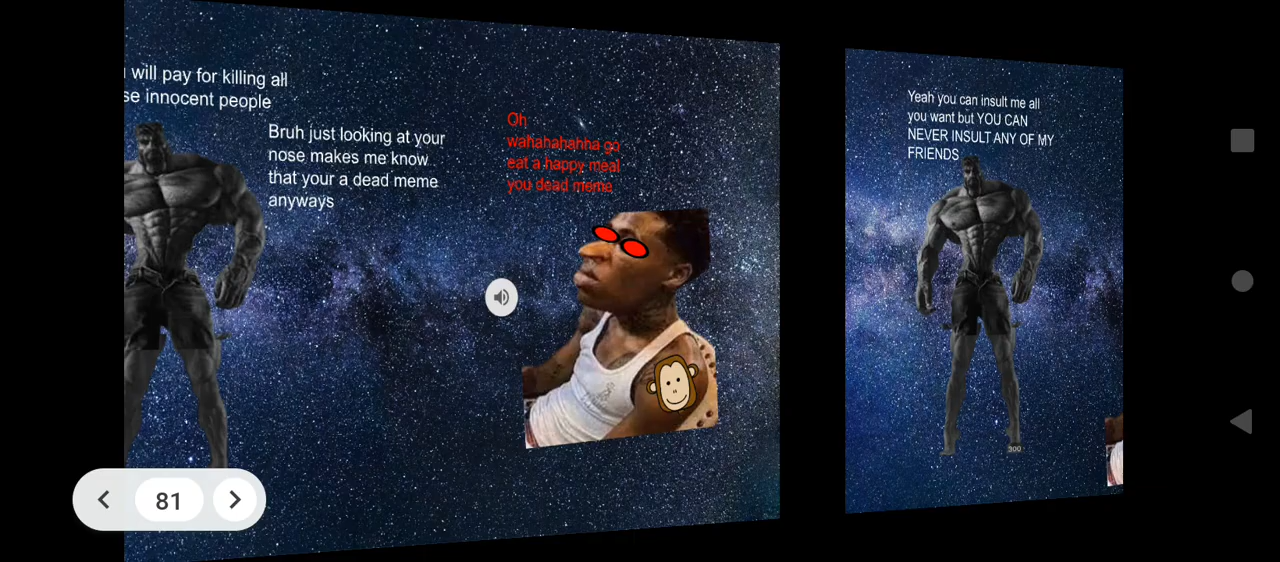 will pay for killing all
se innocent people
Bruh just looking at your
nose makes me know
that your a dead meme
anyways
Oh
wahahahahha go
eat a happy meal
you dead meme
Yeah you can insult me all
you want but YOU CAN
NEVER INSULT ANY OF MY
FRIENDS
300
81